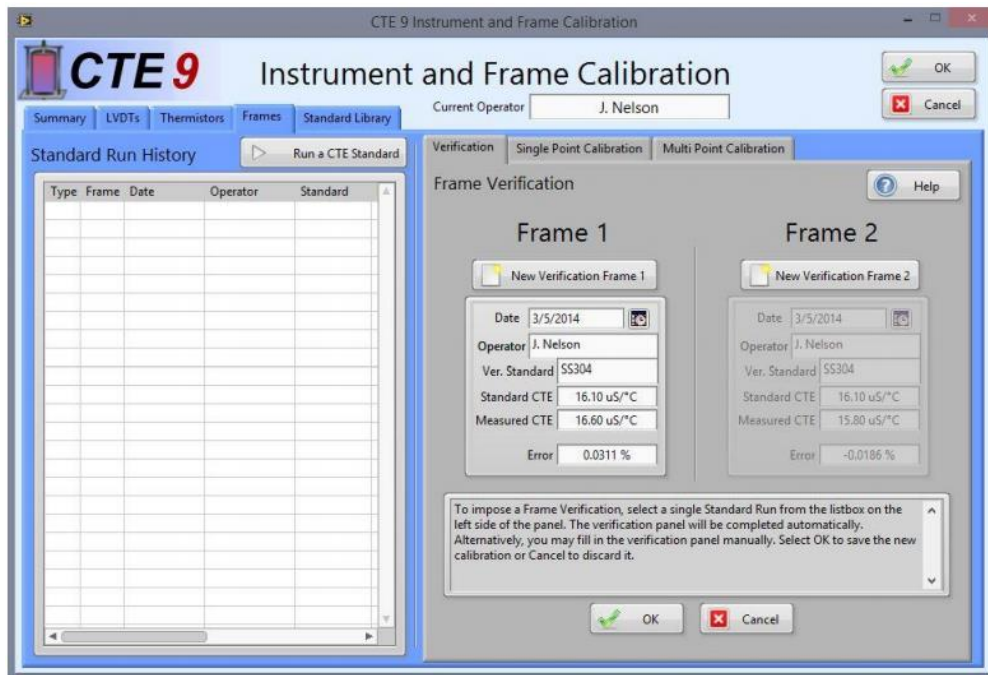 CTE 9 Instrument and Frame Calibration
CTE 9
Instrument and Frame Calibration
OK
Cancel
Current Operator J. Nelson
Summary LVDTs Thermistors Frames Standard Library
Standard Run History
Run a CTE Standard
Type Frame Date Operator Standard
Verification Single Point Calibration Multi Point Calibration
Frame Verification
Help
Frame 1
New Verification Frame 1
Date 3/5/2014
Operator J. Nelson
Ver. Standard SS304
Standard CTE 16.10 uS/°C
Measured CTE 16.60 uS/°C
Error 0.0311 %
Frame 2
New Verification Frame 2
Date 3/5/2014
Operator J. Nelson
Ver. Standard SS304
Standard CTE 16.10 uS/°C
Measured CTE 15.80 uS/°C
Error -0.0186 %
To impose a Frame Verification, select a single Standard Run from the listbox on the
left side of the panel. The verification panel will be completed automatically.
Alternatively, you may fill in the verification panel manually. Select OK to save the new
calibration or Cancel to discard it.
OK
Cancel